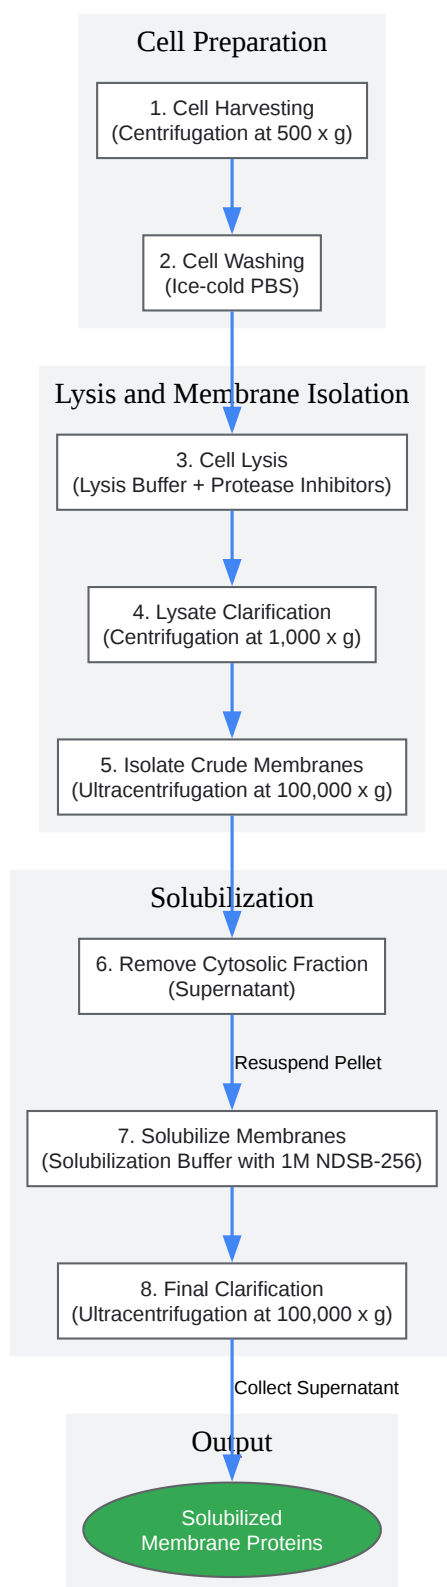 Cell Preparation
1. Cell Harvesting
(Centrifugation at 500 x g)
2. Cell Washing
(Ice-cold PBS)
Lysis and Membrane Isolation
3. Cell Lysis
(Lysis Buffer + Protease Inhibitors)
4. Lysate Clarification
(Centrifugation at 1,000 x g)
5. Isolate Crude Membranes
(Ultracentrifugation at 100,000 x g)
Solubilization
6. Remove Cytosolic Fraction
(Supernatant)
Resuspend Pellet
7. Solubilize Membranes
(Solubilization Buffer with 1M NDSB-256)
8. Final Clarification
(Ultracentrifugation at 100,000 x g)
Collect Supernatant
Output
Solubilized
Membrane Proteins